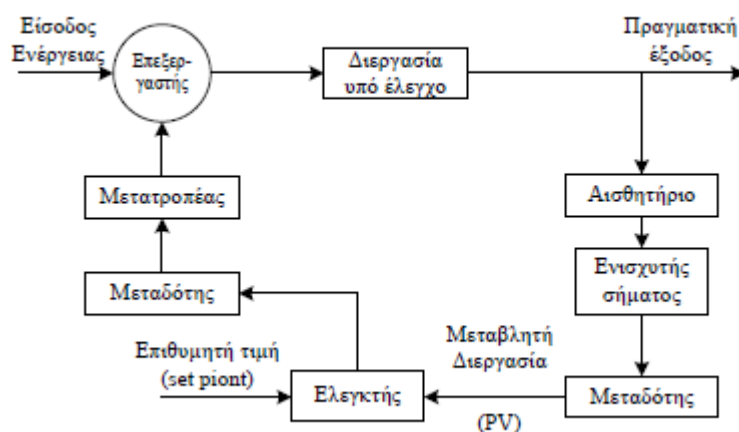 Είσοδος
Ενέργειας
Επεξερ-
γαστής
Διεργασία
υπό έλεγχο
Πραγματική
έξοδος
Μετατροπέας
Αισθητήριο
Μεταδότης
Ενισχυτής
σήματος
Επιθυμητή τιμή
(set piont)
Ελεγκτής
Μεταβλητή
Διεργασία
(PV)
Μεταδότης